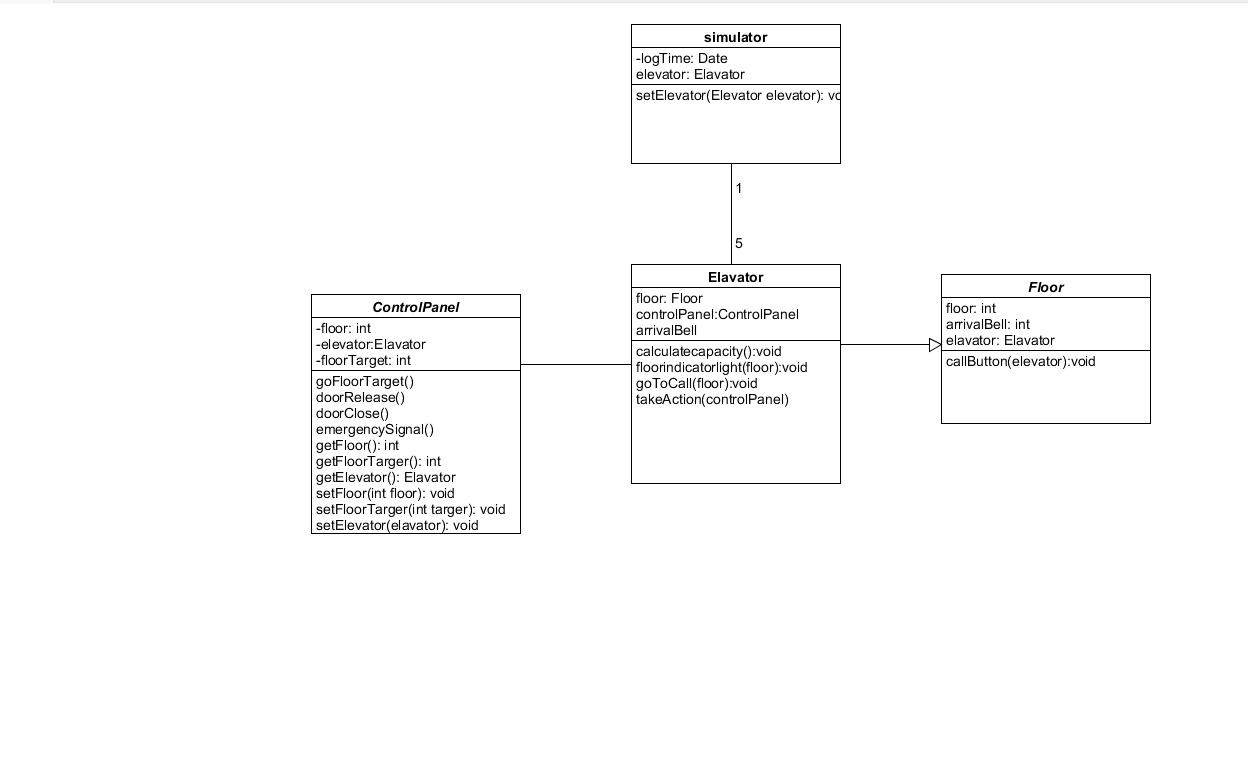 simulator
-logTime: Date
elevator: Elavator
setElevator(Elevator elevator): vo
1
5
Elavator
floor: Floor
controlPanel:ControlPanel
arrivalBell
calculatecapacity():void
floorindicatorlight(floor):void
goToCall(floor):void
takeAction(controlPanel)
ControlPanel
-floor: int
-elevator:Elavator
-floorTarget: int
goFloorTarget()
doorRelease()
doorClose()
emergencySignal()
getFloor(): int
getFloorTarger(): int
getElevator(): Elavator
setFloor(int floor): void
setFloorTarger(int targer): void
setElevator(elavator): void
Floor
floor: int
arrivalBell: int
elavator: Elavator
callButton(elevator):void